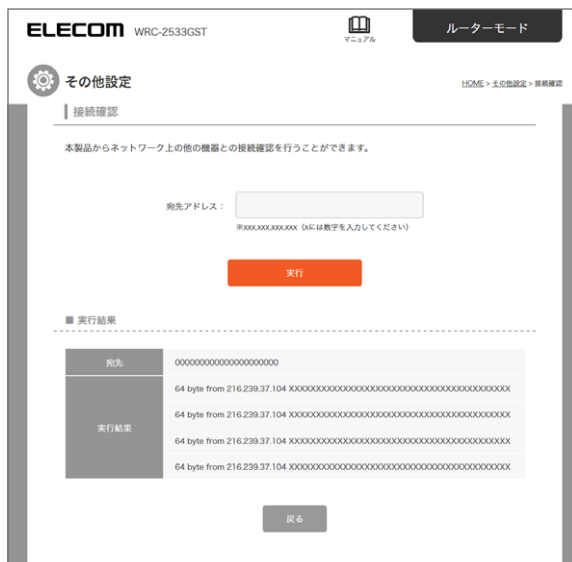 ELECOM WRC-2533GST
マニュアル
ルーターモード
その他設定
HOME > その他設定 > 接続確認
接続確認
本製品からネットワーク上の他の機器との接続確認を行うことができます。
宛先アドレス：
※xxx.xxx.xxx.xxx（xには数字を入力してください）
実行
■ 実行結果
宛先 00000000000000000000
実行結果
64 byte from 216.239.37.104 XXXXXXXXXXXXXXXXXXXXXXXXXXXXXXXXXXXXXXXXXX
64 byte from 216.239.37.104 XXXXXXXXXXXXXXXXXXXXXXXXXXXXXXXXXXXXXXXXXX
64 byte from 216.239.37.104 XXXXXXXXXXXXXXXXXXXXXXXXXXXXXXXXXXXXXXXXXX
64 byte from 216.239.37.104 XXXXXXXXXXXXXXXXXXXXXXXXXXXXXXXXXXXXXXXXXX
戻る